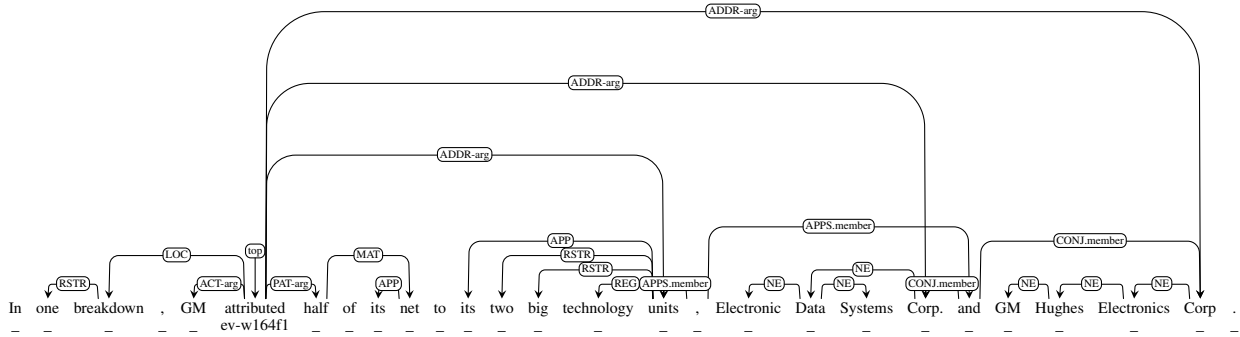 ADDR-arg
ADDR-arg
ADDR-arg
APPS.member
APP CONJ.member
LOC top MAT RSTR
RSTR NE
RSTR ACT-arg PAT-arg APP REG APPS.member NE NE CONJ.member NE NE NE
In one breakdown , GM attributed half of its net to its two big technology units , Electronic Data Systems Corp. and GM Hughes Electronics Corp .
_ _ _ _ _ ev-w164f1 _ _ _ _ _ _ _ _ _ _ _ _ _ _ _ _ _ _ _ _ _